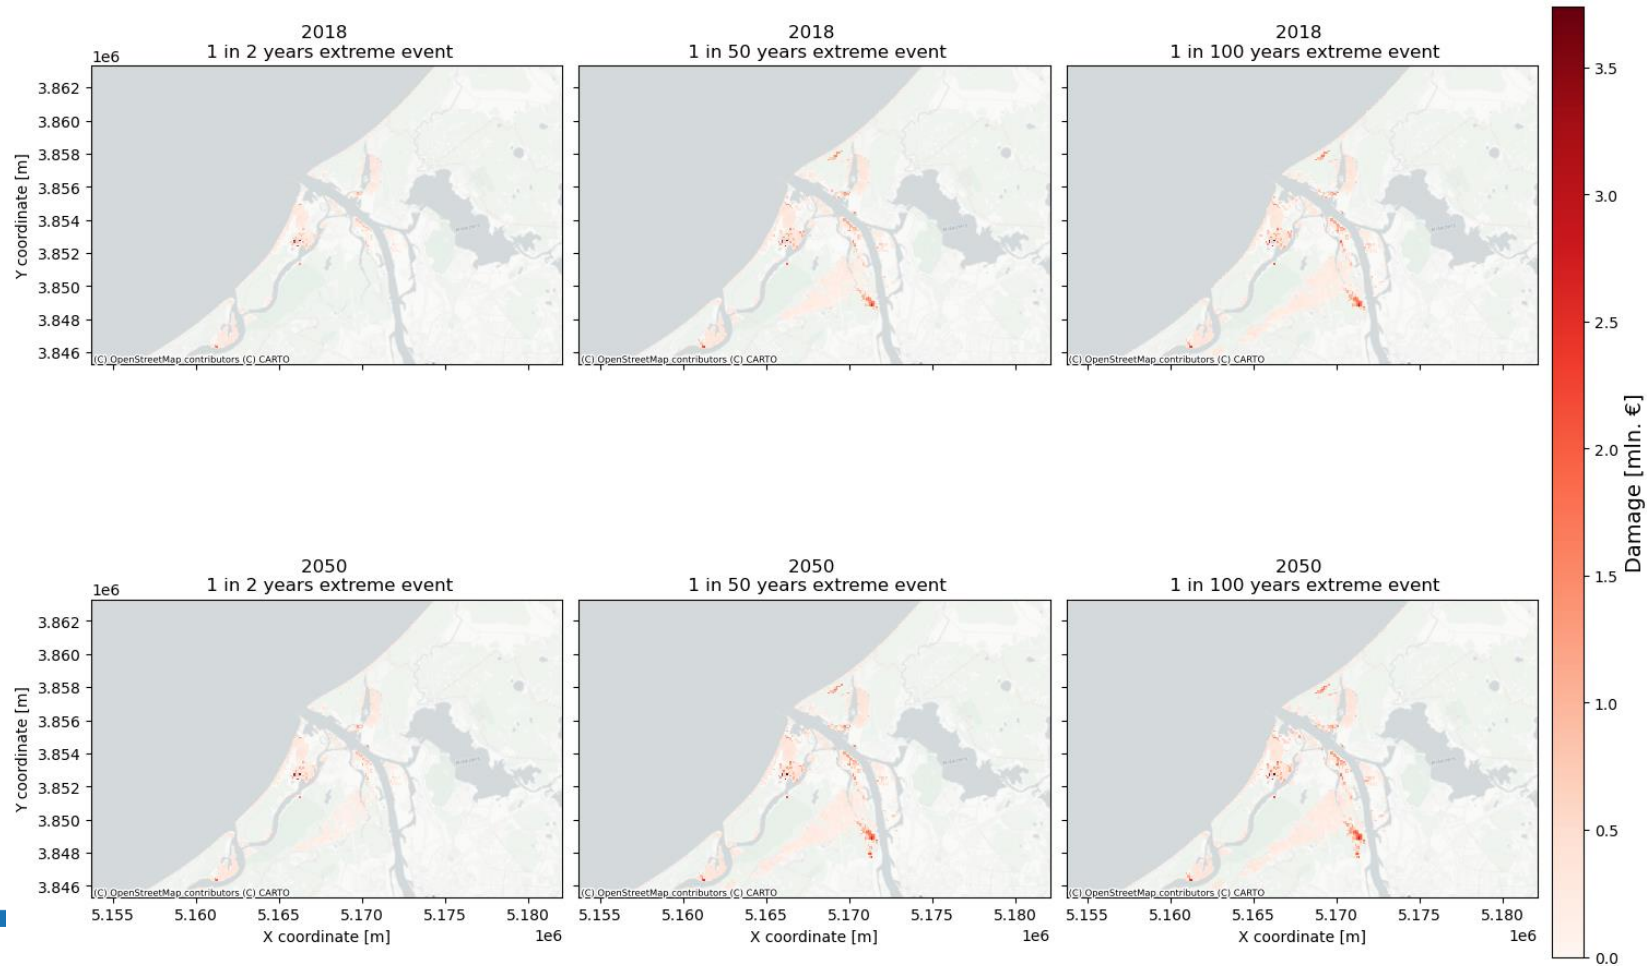 2018
1 in 2 years extreme event
2018
1 in 50 years extreme event
2018
1 in 100 years extreme event
1e6
3.862
3.860
3.858
3.856
3.854
3.852
3.850
3.848
3.846
Y coordinate [m]
(C) OpenStreetMap contributors (C) CARTO
(C) OpenStreetMap contributors (C) CARTO
(C) OpenStreetMap contributors (C) CARTO
2050
1 in 2 years extreme event
2050
1 in 50 years extreme event
2050
1 in 100 years extreme event
1e6
3.862
3.860
3.858
3.856
3.854
3.852
3.850
3.848
3.846
Y coordinate [m]
(C) OpenStreetMap contributors (C) CARTO
(C) OpenStreetMap contributors (C) CARTO
(C) OpenStreetMap contributors (C) CARTO
5.155 5.160 5.165 5.170 5.175 5.180
X coordinate [m] 1e6
5.155 5.160 5.165 5.170 5.175 5.180
X coordinate [m] 1e6
5.155 5.160 5.165 5.170 5.175 5.180
X coordinate [m] 1e6
3.5
3.0
2.5
2.0
1.5
1.0
0.5
0.0
Damage [mln. €]